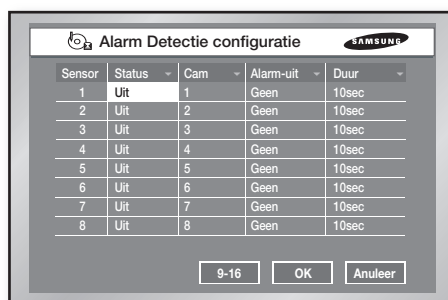 Alarm Detectie configuratie SAMSUNG
Sensor Status Cam Alarm-uit Duur
1 Uit 1 Geen 10sec
2 Uit 2 Geen 10sec
3 Uit 3 Geen 10sec
4 Uit 4 Geen 10sec
5 Uit 5 Geen 10sec
6 Uit 6 Geen 10sec
7 Uit 7 Geen 10sec
8 Uit 8 Geen 10sec
9-16 OK Anuleer